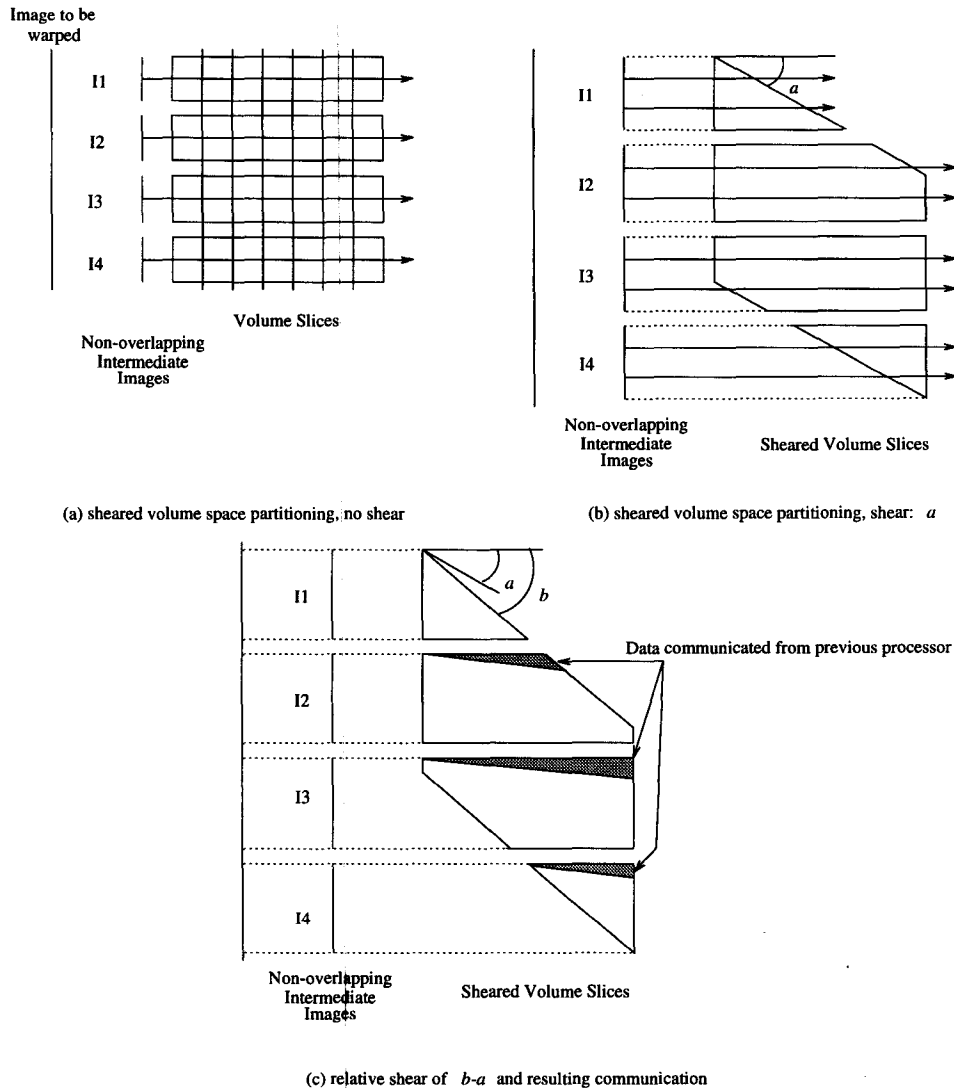 Image to be
warped
I1
I2
I3
I4
Volume Slices
Non-overlapping
Intermediate
Images
(a) sheared volume space partitioning, no shear
a
I1
I2
I3
I4
Non-overlapping
Intermediate
Images
Sheared Volume Slices
(b) sheared volume space partitioning, shear: a
a
b
I1
Data communicated from previous processor
I2
I3
I4
Non-overlapping
Intermediate
Images
Sheared Volume Slices
(c) relative shear of b-a and resulting communication